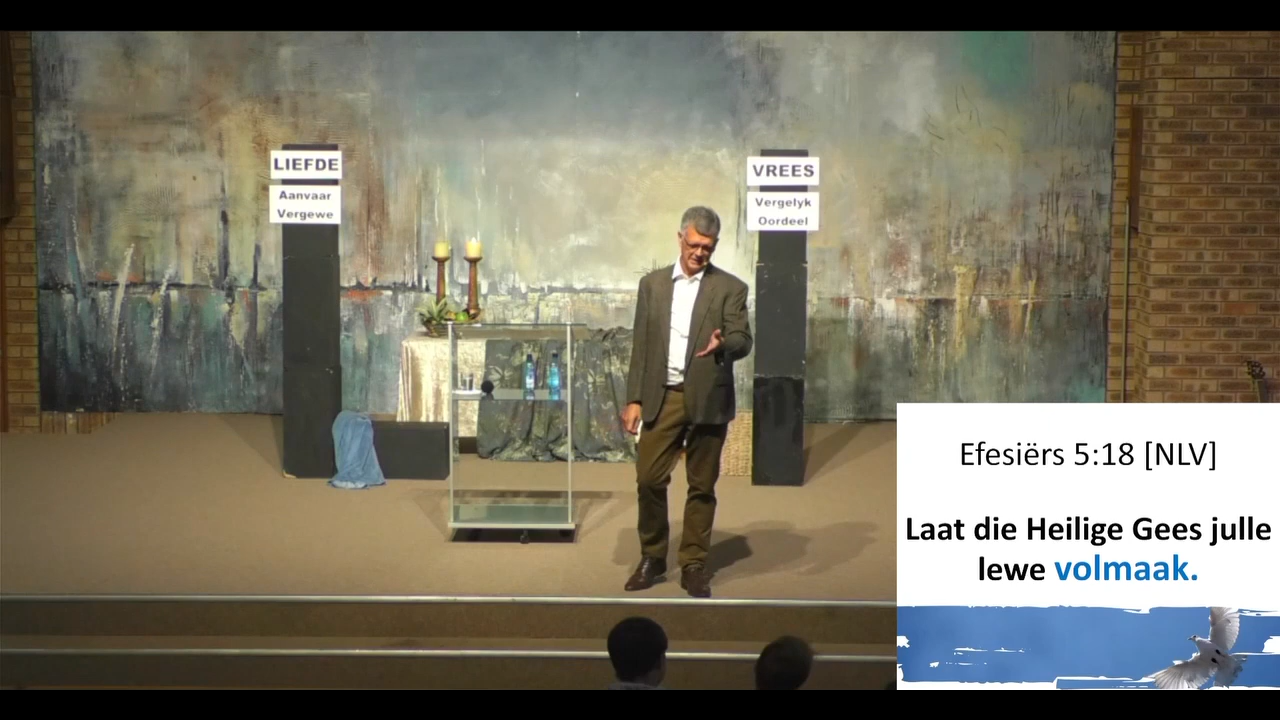 LIEFDE
Aanvaar
Vergewe
VREES
Vergelyk
Oordeel
Efesiërs 5:18 [NLV]
Laat die Heilige Gees julle
lewe volmaak.